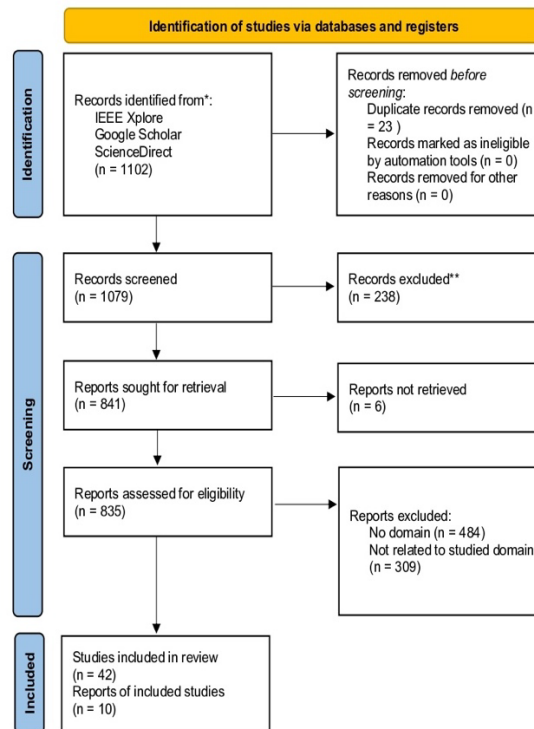 Identification of studies via databases and registers
Identification
Records identified from*:
IEEE Xplore
Google Scholar
ScienceDirect
(n = 1102)
Records removed before
screening:
Duplicate records removed (n
= 23 )
Records marked as ineligible
by automation tools (n = 0)
Records removed for other
reasons (n = 0)
Screening
Records screened
(n = 1079)
Records excluded**
(n = 238)
Reports sought for retrieval
(n = 841)
Reports not retrieved
(n = 6)
Reports assessed for eligibility
(n = 835)
Reports excluded:
No domain (n = 484)
Not related to studied domain
(n = 309)
Included
Studies included in review
(n = 42)
Reports of included studies
(n = 10)